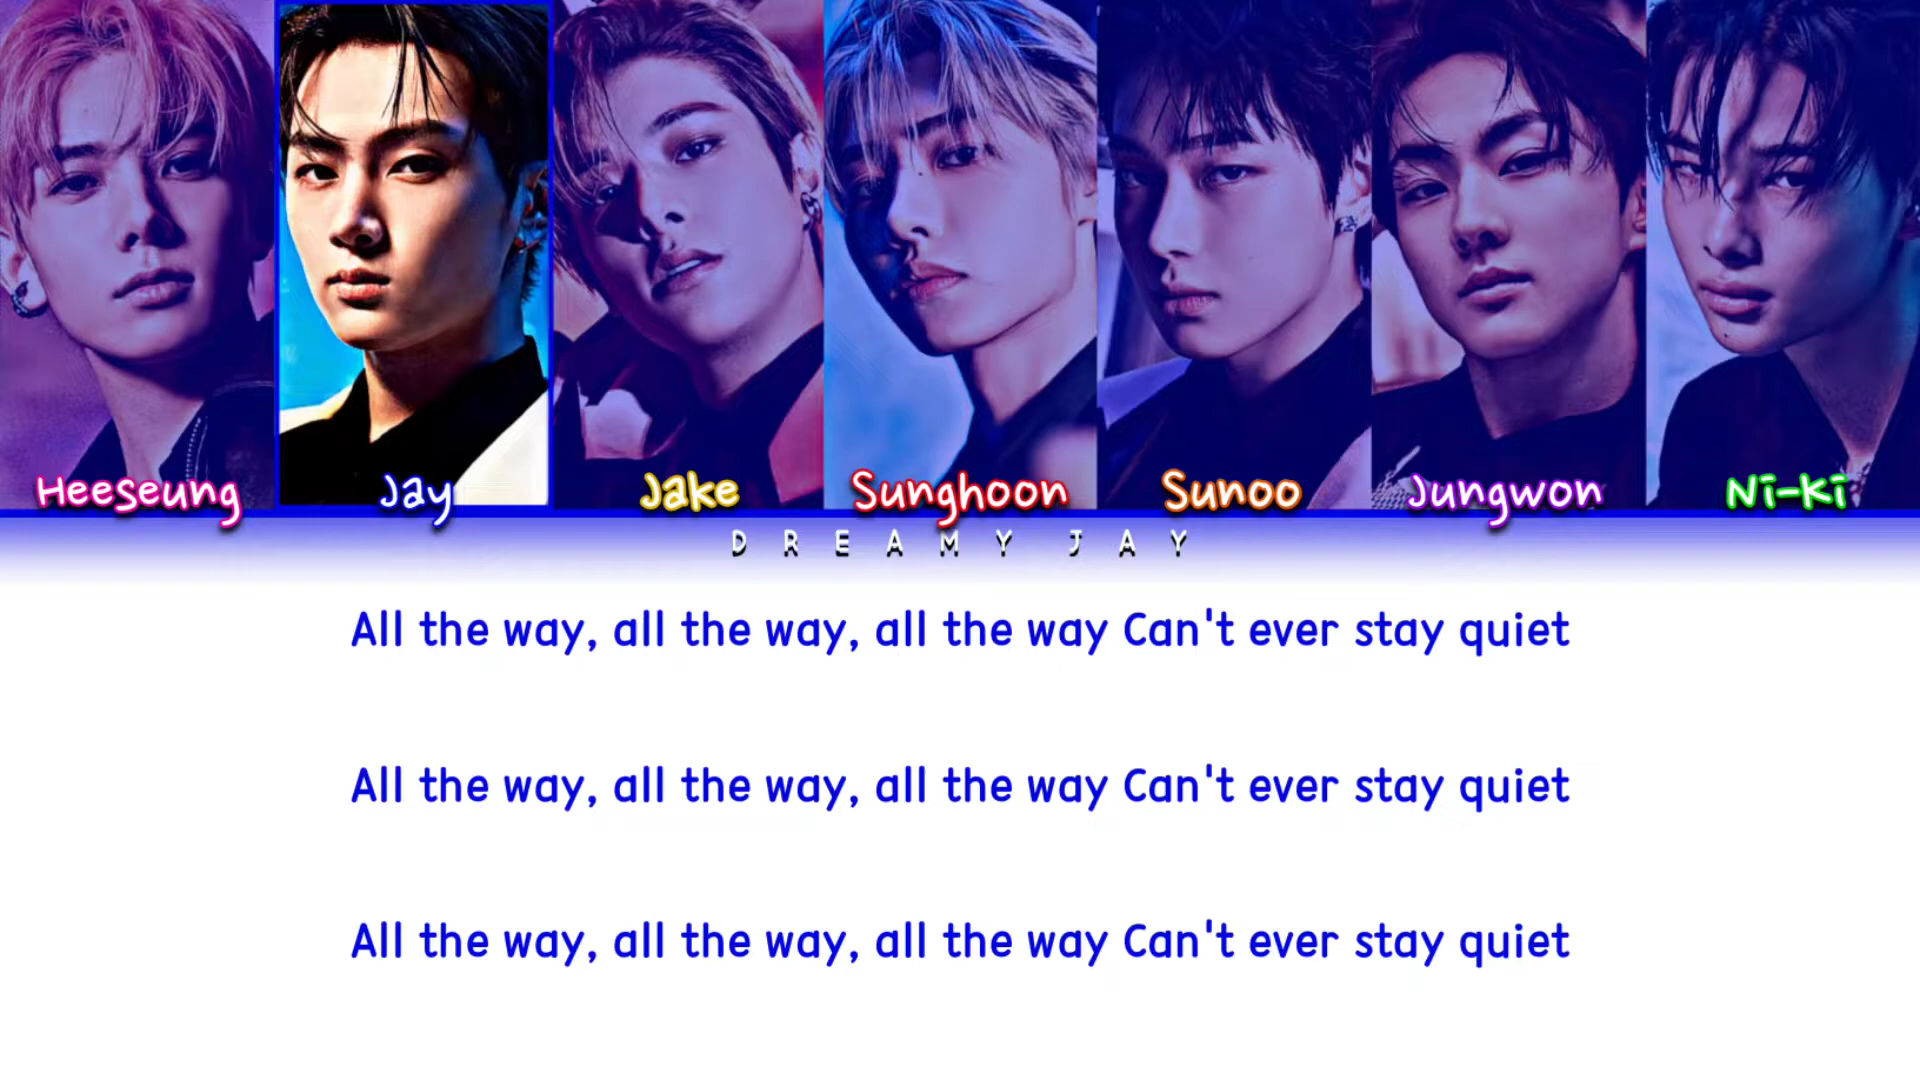 Heeseung Jay Jake Sunghoon Sunoo Jungwon Ni-Ki
DREAMY JAY
All the way, all the way, all the way Can't ever stay quiet
All the way, all the way, all the way Can't ever stay quiet
All the way, all the way, all the way Can't ever stay quiet